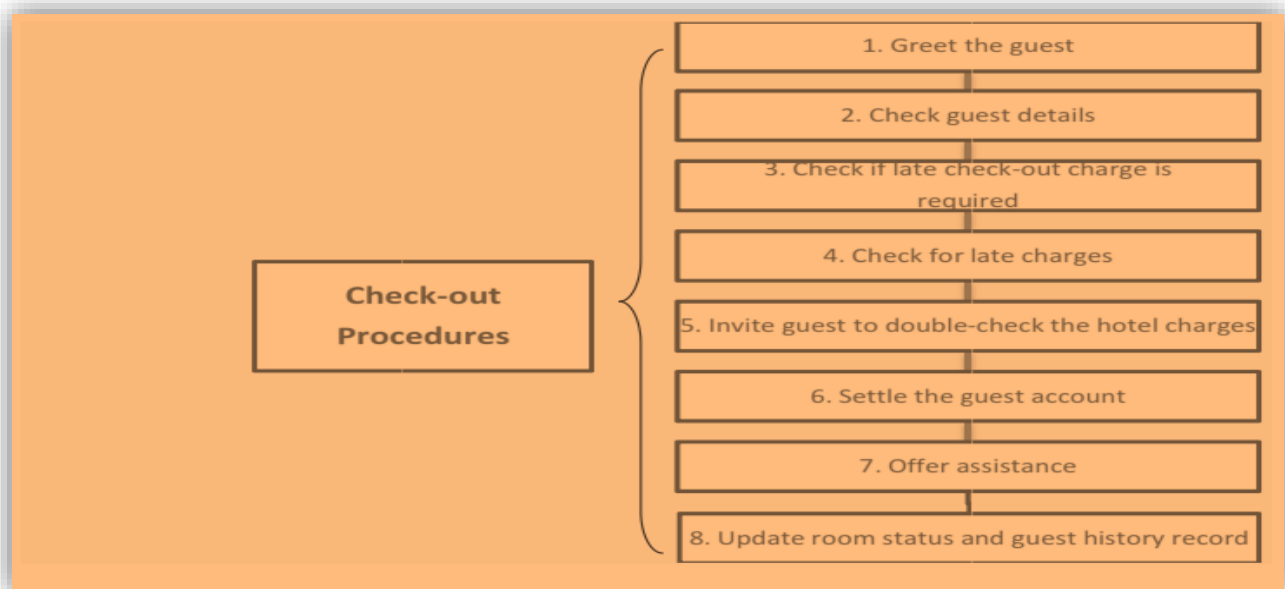 Check-out
Procedures
1. Greet the guest
2. Check guest details
3. Check if late check-out charge is
required
4. Check for late charges
5. Invite guest to double-check the hotel charges
6. Settle the guest account
7. Offer assistance
8. Update room status and guest history record